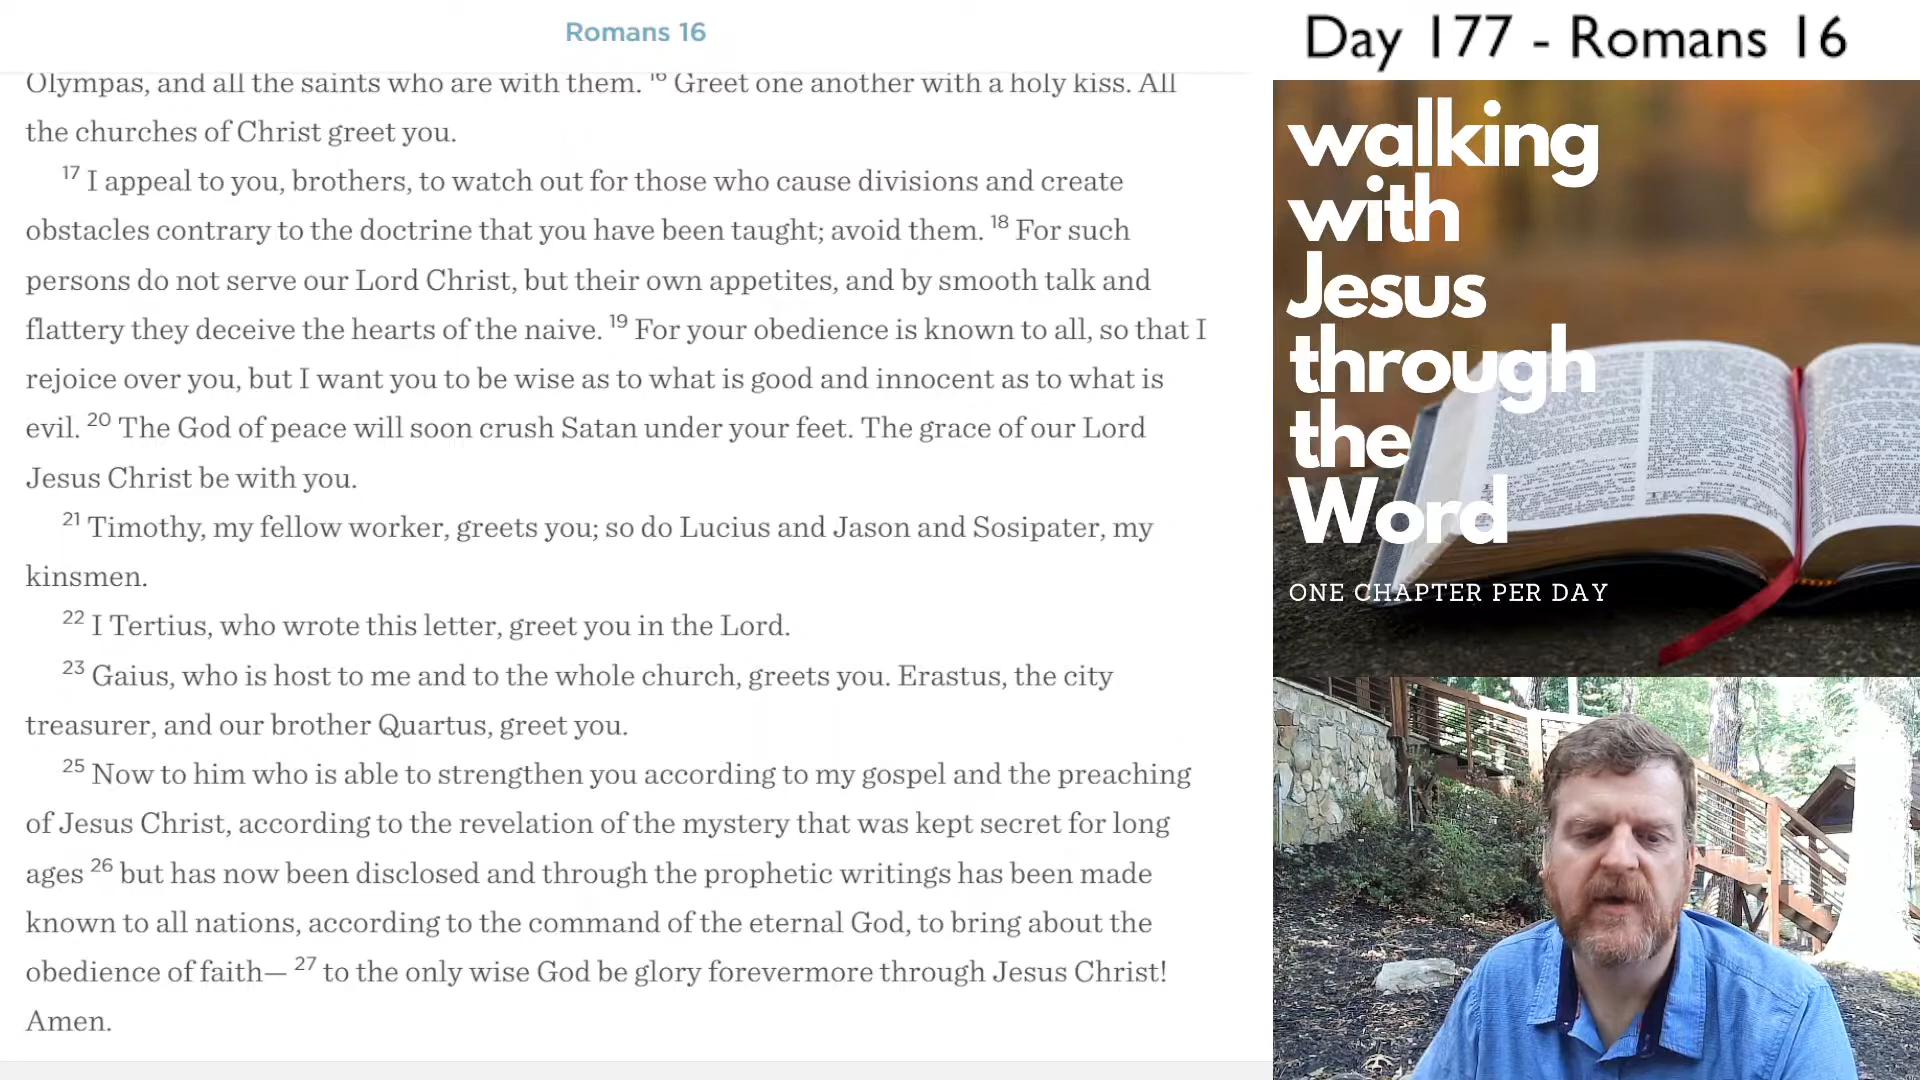 Romans 16
Day 177 - Romans 16
Olympas, and all the saints who are with them. 16 Greet one another with a holy kiss. All
the churches of Christ greet you.
17 I appeal to you, brothers, to watch out for those who cause divisions and create
obstacles contrary to the doctrine that you have been taught; avoid them. 18 For such
persons do not serve our Lord Christ, but their own appetites, and by smooth talk and
flattery they deceive the hearts of the naive. 19 For your obedience is known to all, so that I
rejoice over you, but I want you to be wise as to what is good and innocent as to what is
evil. 20 The God of peace will soon crush Satan under your feet. The grace of our Lord
Jesus Christ be with you.
21 Timothy, my fellow worker, greets you; so do Lucius and Jason and Sosipater, my
kinsmen.
22 I Tertius, who wrote this letter, greet you in the Lord.
23 Gaius, who is host to me and to the whole church, greets you. Erastus, the city
treasurer, and our brother Quartus, greet you.
25 Now to him who is able to strengthen you according to my gospel and the preaching
of Jesus Christ, according to the revelation of the mystery that was kept secret for long
ages 26 but has now been disclosed and through the prophetic writings has been made
known to all nations, according to the command of the eternal God, to bring about the
obedience of faith— 27 to the only wise God be glory forevermore through Jesus Christ!
Amen.
walking
with
Jesus
through
the
Word
ONE CHAPTER PER DAY